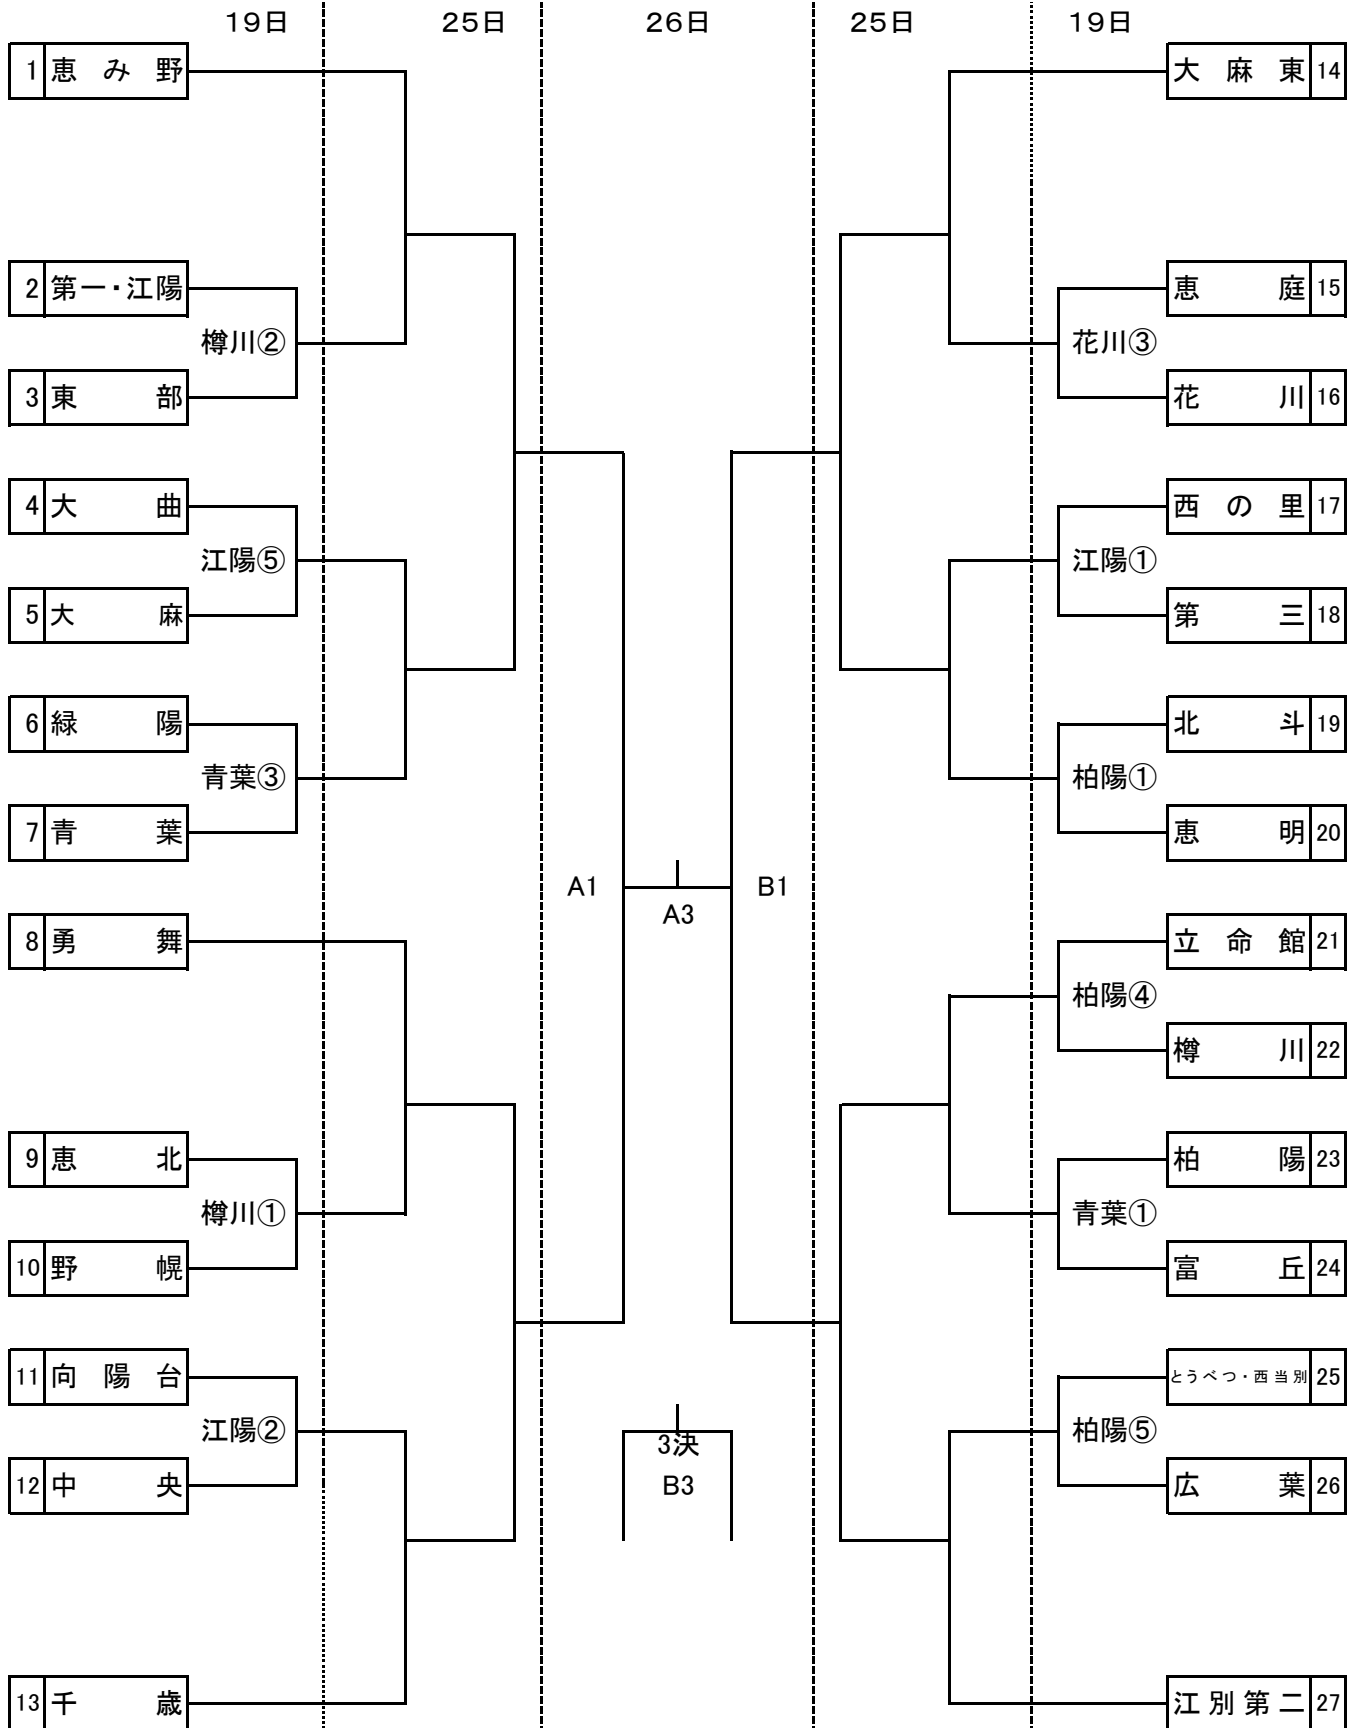 19日 25日 26日 25日 19日
1 恵み野
大麻東 14
2 第一・江陽
恵庭 15
樽川②
花川③
3 東部
花川 16
4 大曲
西の里 17
江陽⑤
江陽①
5 大麻
第三 18
6 緑陽
北斗 19
青葉③
柏陽①
7 青葉
恵明 20
A1
B1
A3
8 勇舞
立命館 21
柏陽④
樽川 22
9 恵北
柏陽 23
樽川①
青葉①
10 野幌
富丘 24
11 向陽台
とうべつ・西当別 25
江陽②
柏陽⑤
3決
12 中央
B3
広葉 26
13 千歳
江別第二 27